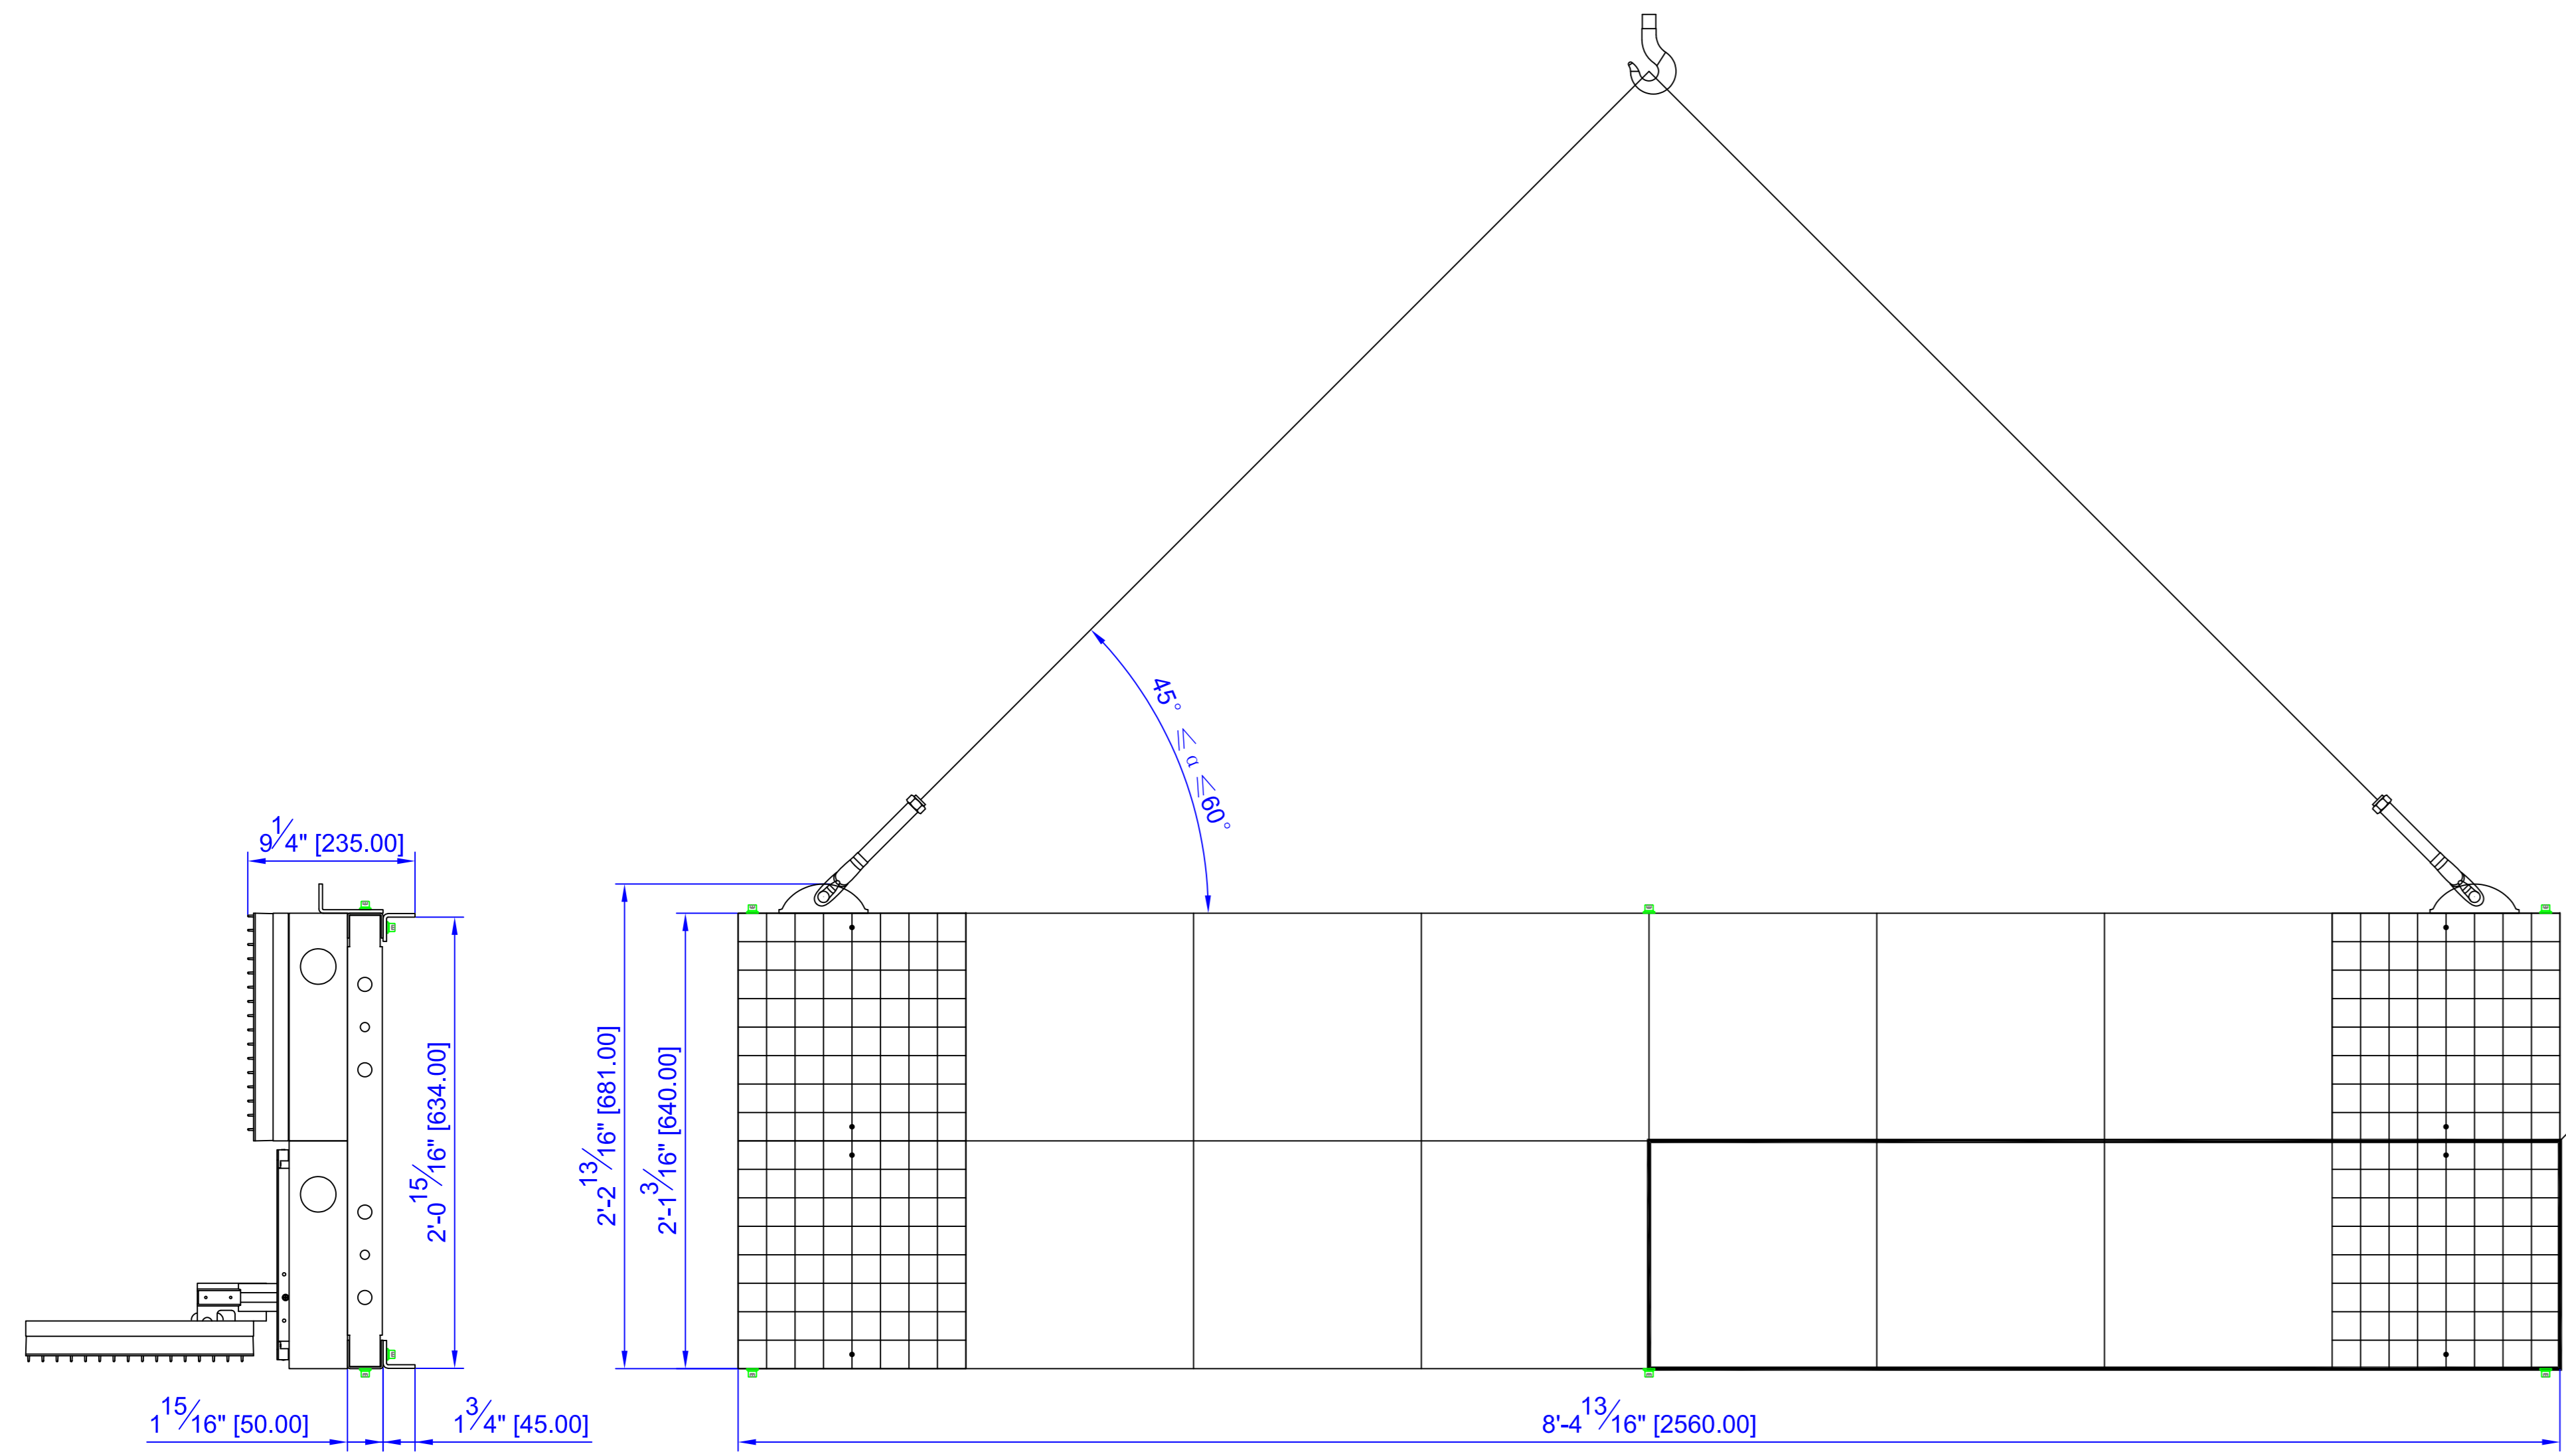 45° ≤ α ≤60°
9 1/4" [235.00]
2'-0 15/16" [634.00]
2'-2 13/16" [681.00]
2'-1 3/16" [640.00]
1 15/16" [50.00]
1 3/4" [45.00]
8'-4 13/16" [2560.00]